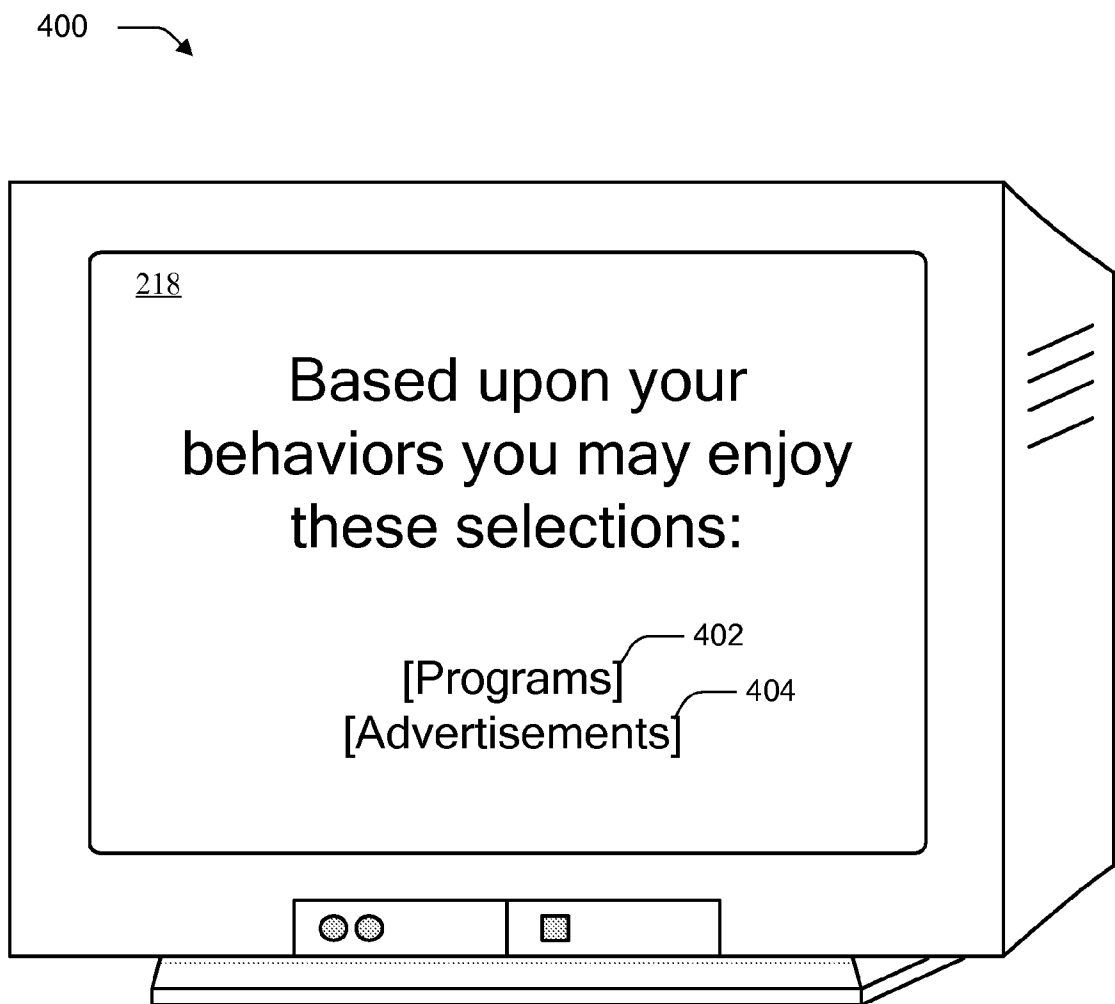 400
218
Based upon your
behaviors you may enjoy
these selections:
402
[Programs]
404
[Advertisements]